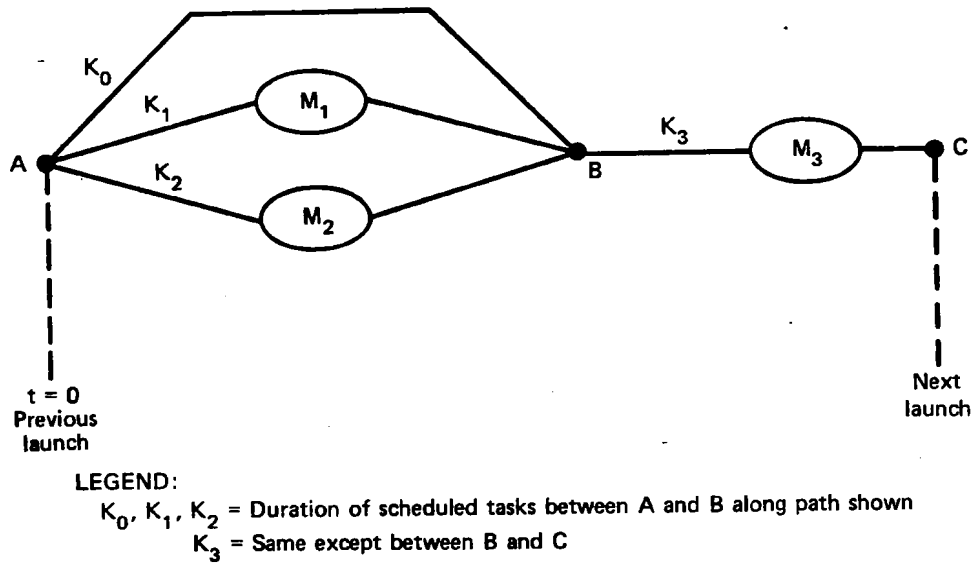 K₀
K₁
M₁
K₃
A
B
M₃
C
K₂
M₂
t = 0
Previous
launch
Next
launch
LEGEND:
K₀, K₁, K₂ = Duration of scheduled tasks between A and B along path shown
K₃ = Same except between B and C